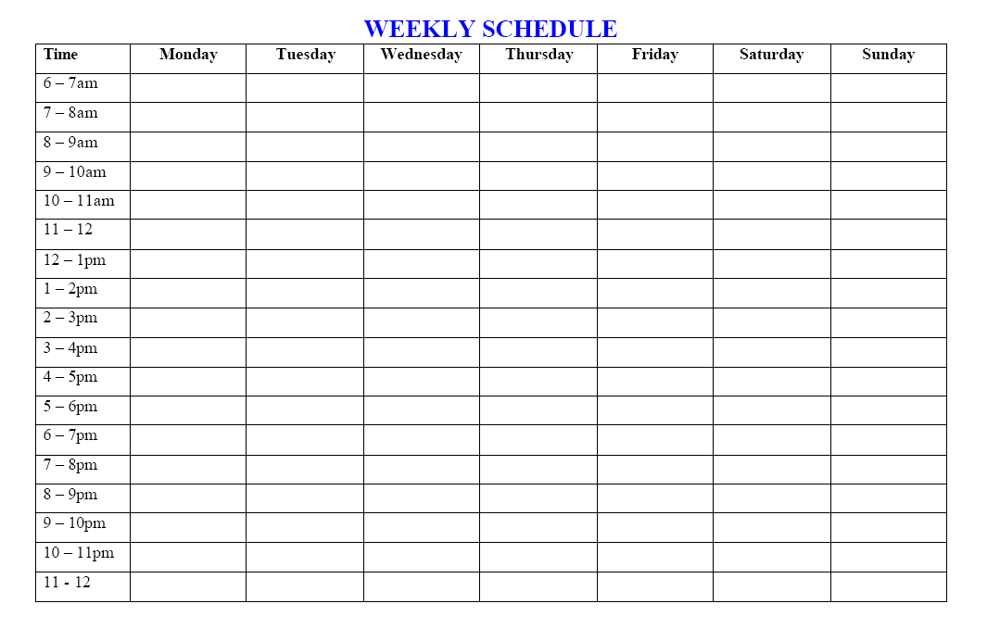 WEEKLY SCHEDULE
Time Monday Tuesday Wednesday Thursday Friday Saturday Sunday
6 – 7am
7 – 8am
8 – 9am
9 – 10am
10 – 11am
11 – 12
12 – 1pm
1 – 2pm
2 – 3pm
3 – 4pm
4 – 5pm
5 – 6pm
6 – 7pm
7 – 8pm
8 – 9pm
9 – 10pm
10 – 11pm
11 - 12